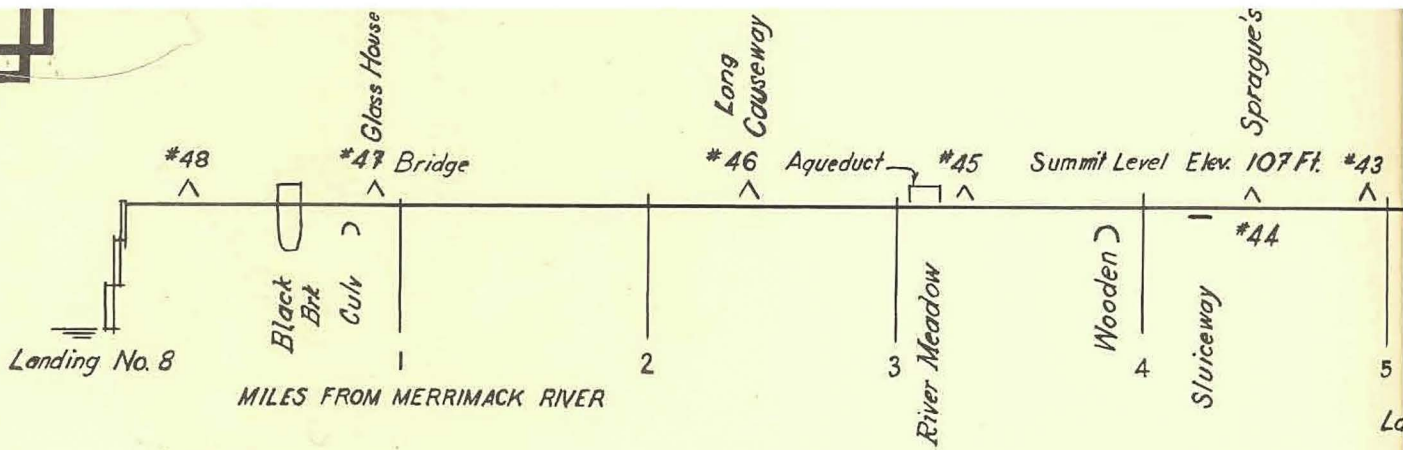 Glass House
Long
Causeway
Sprague's
#48
#47 Bridge
#46
Aqueduct
#45
Summit Level Elev. 107 Ft.
#43
#44
Black
Brk
Culv
River Meadow
Wooden
Sluiceway
Landing No. 8
1
2
3
4
5
MILES FROM MERRIMACK RIVER